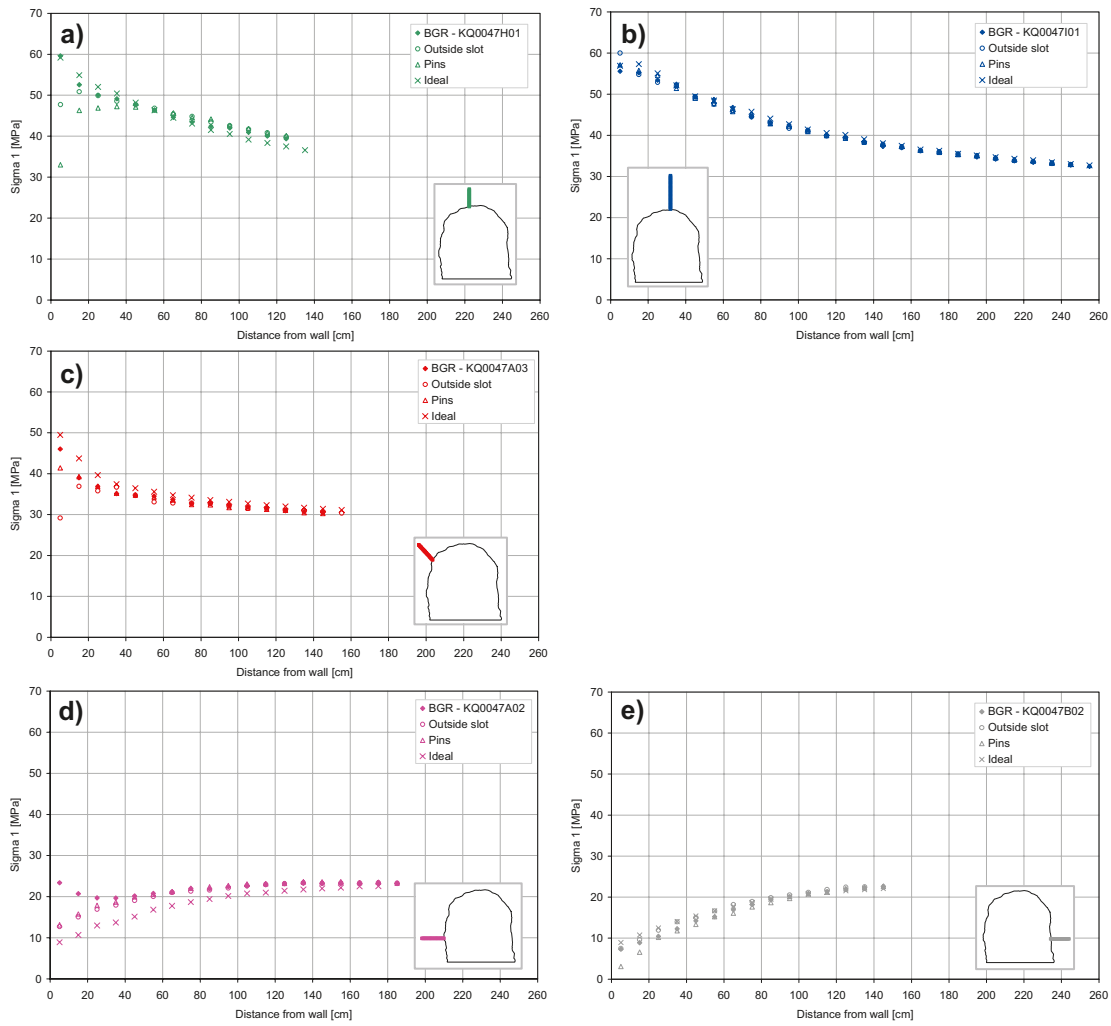 a)
70
60
50
40
30
20
10
0
Sigma 1 [MPa]
BGR - KQ0047H01
Outside slot
Pins
Ideal
0 20 40 60 80 100 120 140 160 180 200 220 240 260
Distance from wall [cm]
b)
70
60
50
40
30
20
10
0
Sigma 1 [MPa]
BGR - KQ0047I01
Outside slot
Pins
Ideal
0 20 40 60 80 100 120 140 160 180 200 220 240 260
Distance from wall [cm]
c)
70
60
50
40
30
20
10
0
Sigma 1 [MPa]
BGR - KQ0047A03
Outside slot
Pins
Ideal
0 20 40 60 80 100 120 140 160 180 200 220 240 260
Distance from wall [cm]
d)
70
60
50
40
30
20
10
0
Sigma 1 [MPa]
BGR - KQ0047A02
Outside slot
Pins
Ideal
0 20 40 60 80 100 120 140 160 180 200 220 240 260
Distance from wall [cm]
e)
70
60
50
40
30
20
10
0
Sigma 1 [MPa]
BGR - KQ0047B02
Outside slot
Pins
Ideal
0 20 40 60 80 100 120 140 160 180 200 220 240 260
Distance from wall [cm]